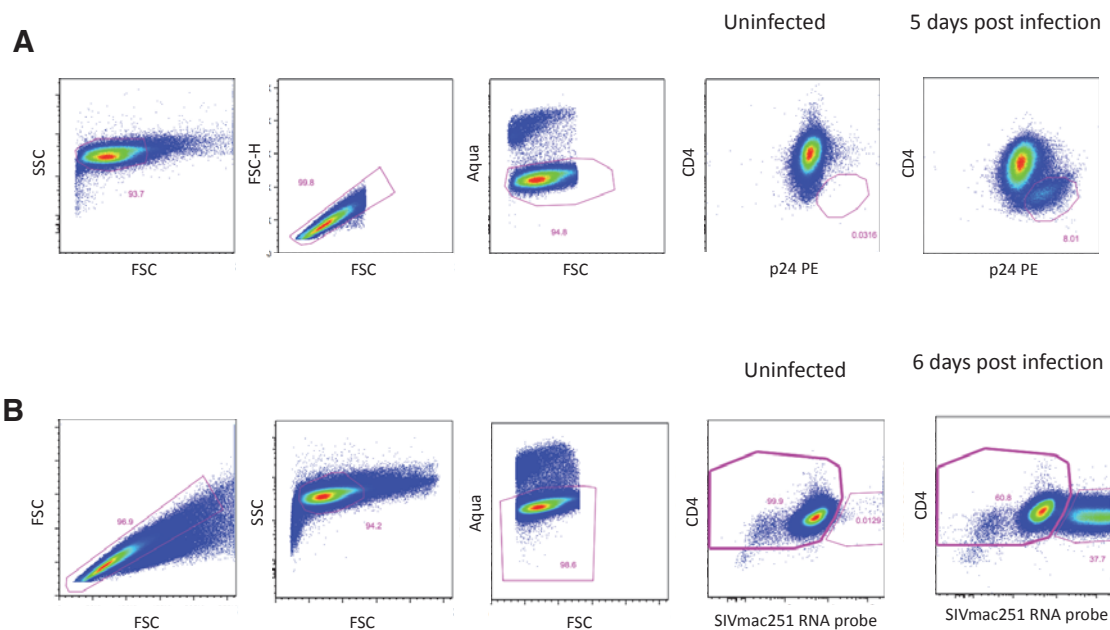 Uninfected
5 days post infection
A
SSC
93.7
FSC
FSC-H
99.8
FSC
Aqua
94.8
FSC
CD4
0.0316
p24 PE
CD4
8.01
p24 PE
Uninfected
6 days post infection
B
FSC
96.9
FSC
SSC
94.2
FSC
Aqua
98.6
FSC
CD4
99.9
0.0129
SIVmac251 RNA probe
CD4
60.8
37.7
SIVmac251 RNA probe